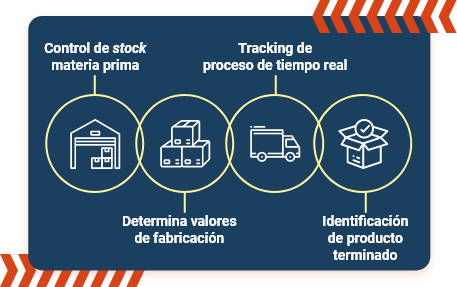 Control de stock
materia prima
Tracking de
proceso de tiempo real
Determina valores
de fabricación
Identificación
de producto
terminado